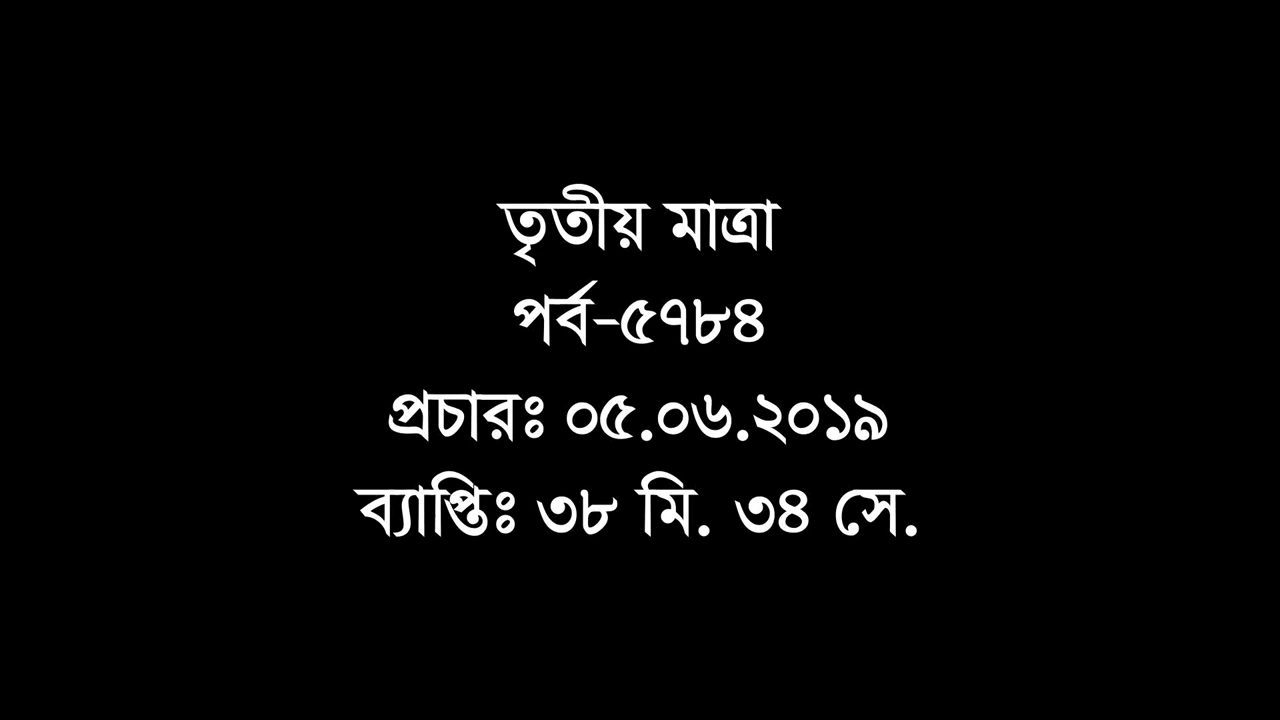 তৃতীয় মাত্রা
পর্ব-৫৭৮৪
প্রচারঃ ০৫.০৬.২০১৯
ব্যাপ্তিঃ ৩৮ মি. ৩৪ সে.